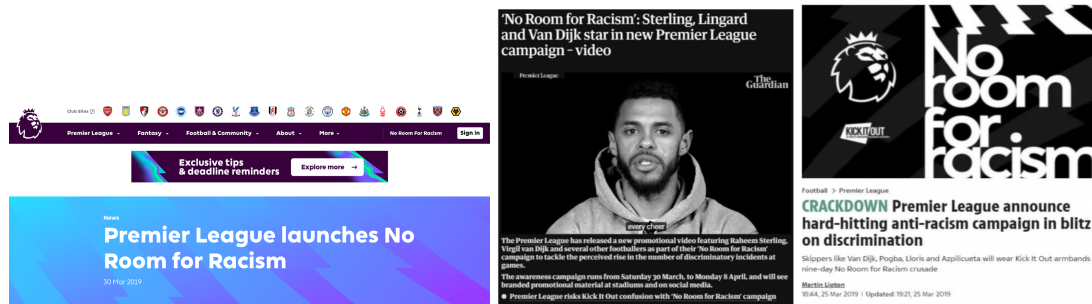 Club Sites
Premier League
Fantasy
Football & Community
About
More
No Room For Racism
Sign in
Exclusive tips
& deadline reminders
Explore more →
News
Premier League launches No
Room for Racism
30 Mar 2019
‘No Room for Racism’: Sterling, Lingard
and Van Dijk star in new Premier League
campaign – video
Premier League
The
Guardian
every cheer
The Premier League has released a new promotional video featuring Raheem Sterling,
Virgil van Dijk and several other footballers as part of their ‘No Room for Racism’
campaign to tackle the perceived rise in the number of discriminatory incidents at
games.
The awareness campaign runs from Saturday 30 March, to Monday 8 April, and will see
branded promotional material at stadiums and on social media.
● Premier League risks Kick It Out confusion with ‘No Room for Racism’ campaign
KICK IT OUT
No
room
for
racism
Football > Premier League
CRACKDOWN Premier League announce
hard-hitting anti-racism campaign in blitz
on discrimination
Skippers like Van Dijk, Pogba, Lloris and Azpilicueta will wear Kick It Out armbands
nine-day No Room for Racism crusade
Martin Lipton
18:44, 25 Mar 2019 | Updated: 19:21, 25 Mar 2019